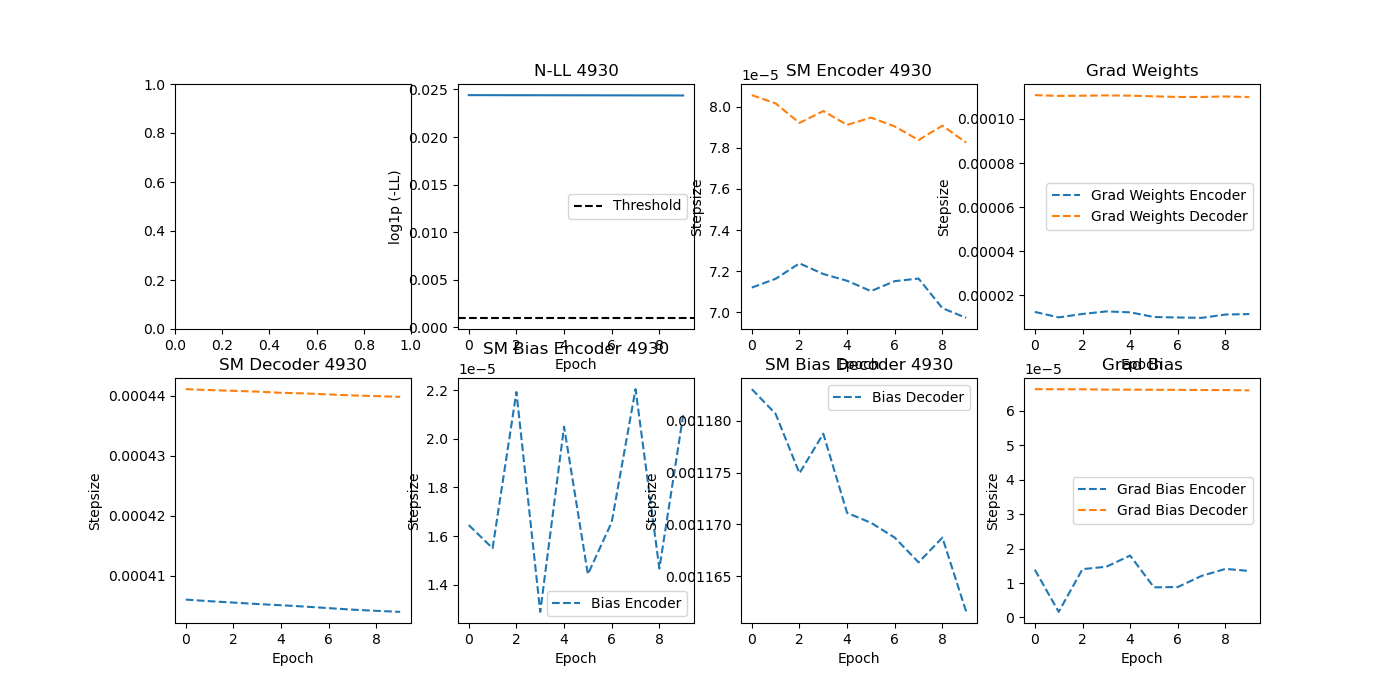 N-LL 4930
1e−5
SM Encoder 4930
Grad Weights
1.0
0.8
0.6
0.4
0.2
0.0
0.0 0.2 0.4 0.6 0.8 1.0
log1p (-LL)
0.025
0.020
0.015
0.010
0.005
0.000
Threshold
0 2 4 6 8
Epoch
Stepsize
8.0
7.8
7.6
7.4
7.2
7.0
0 2 4 6 8
Epoch
Stepsize
0.00010
0.00008
0.00006
0.00004
0.00002
Grad Weights Encoder
Grad Weights Decoder
0 2 4 6 8
Epoch
SM Decoder 4930
Stepsize
0.00044
0.00043
0.00042
0.00041
0 2 4 6 8
Epoch
SM Bias Encoder 4930
1e−5
Stepsize
2.2
2.0
1.8
1.6
1.4
Bias Encoder
0 2 4 6 8
Epoch
SM Bias Decoder 4930
Stepsize
0.001180
0.001175
0.001170
0.001165
Bias Decoder
0 2 4 6 8
Epoch
Grad Bias
1e−5
Stepsize
6
5
4
3
2
1
0
Grad Bias Encoder
Grad Bias Decoder
0 2 4 6 8
Epoch